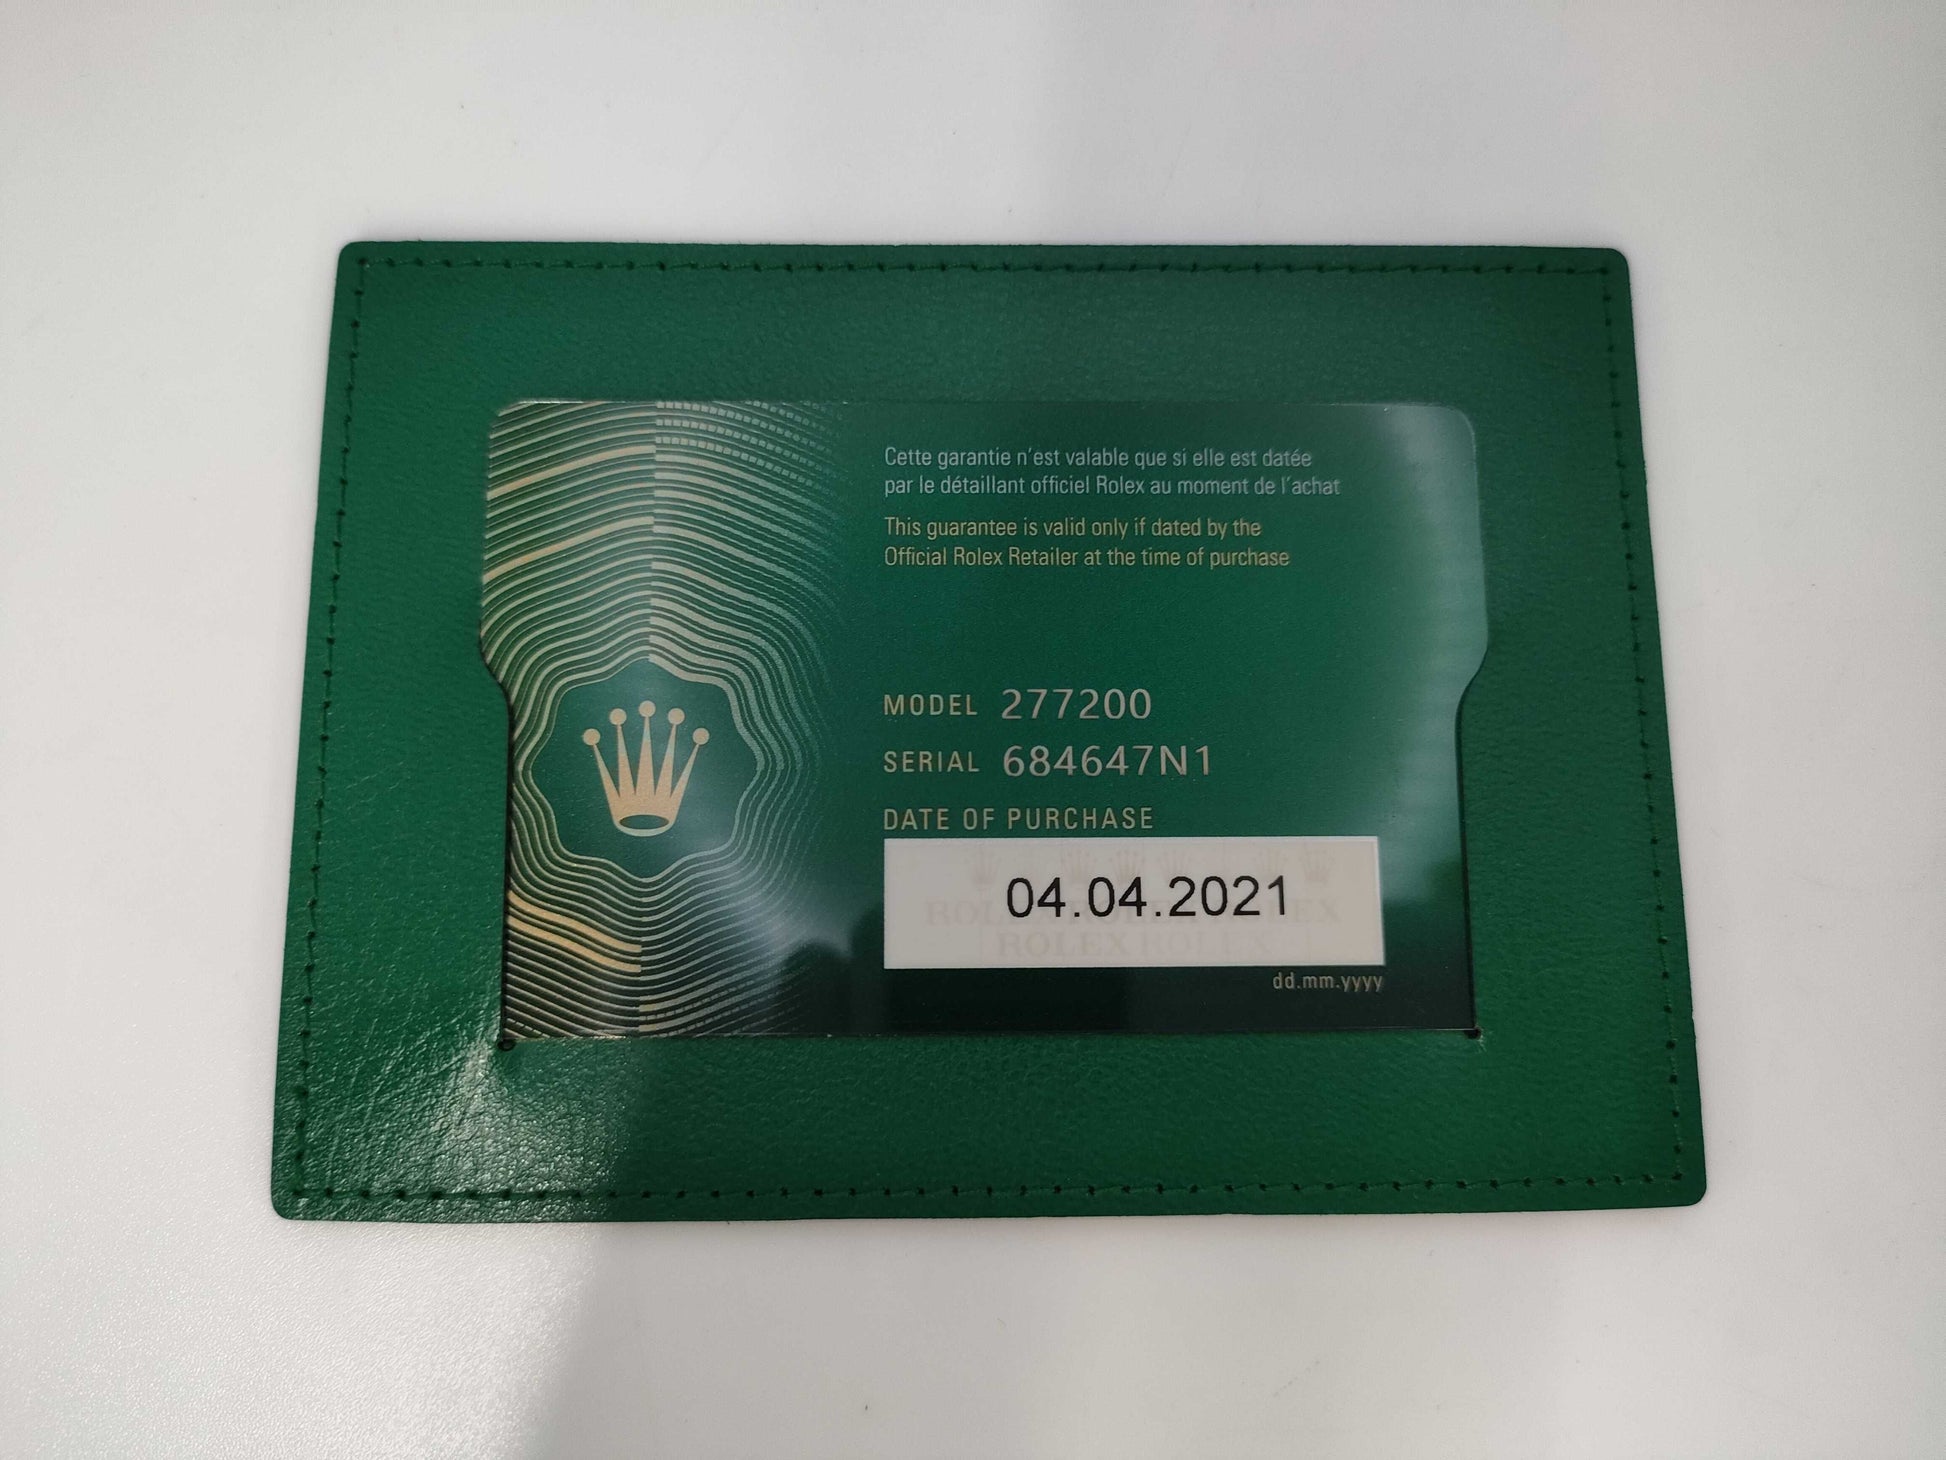 Cette garantie n'est valable que si elle est datée
par le détaillant officiel Rolex au moment de l'achat
This guarantee is valid only if dated by the
Official Rolex Retailer at the time of purchase
MODEL 277200
SERIAL 684647N1
DATE OF PURCHASE
04.04.2021
ROLEX ROLEX
dd.mm.yyyy